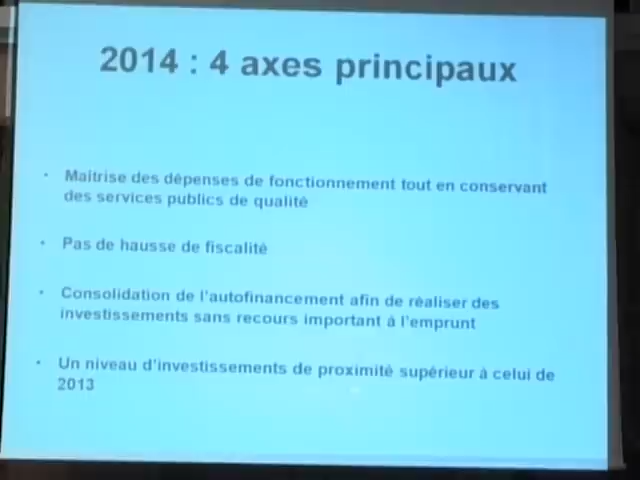 2014 : 4 axes principaux
• Maîtrise des dépenses de fonctionnement tout en conservant
des services publics de qualité
• Pas de hausse de fiscalité
• Consolidation de l'autofinancement afin de réaliser des
investissements sans recours important à l'emprunt
• Un niveau d'investissements de proximité supérieur à celui de
2013